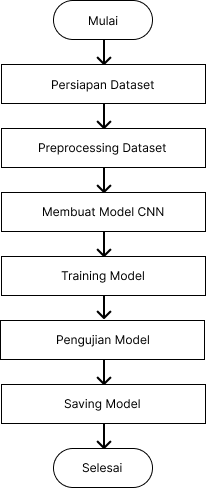 Mulai
Persiapan Dataset
Preprocessing Dataset
Membuat Model CNN
Training Model
Pengujian Model
Saving Model
Selesai